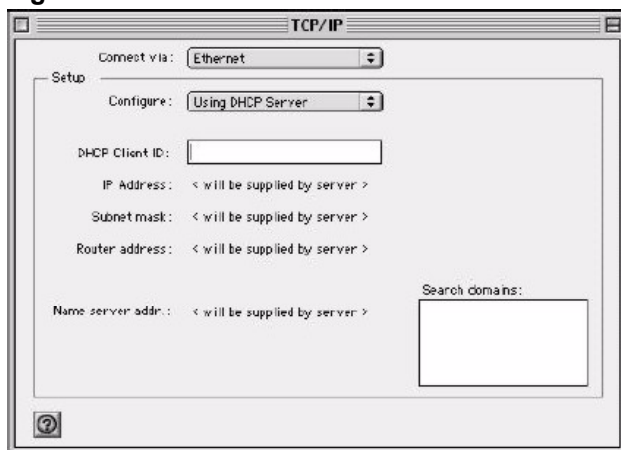 TCP/IP
Connect via: Ethernet
Setup
Configure: Using DHCP Server
DHCP Client ID:
IP Address: < will be supplied by server >
Subnet mask: < will be supplied by server >
Router address: < will be supplied by server >
Search domains:
Name server addr.: < will be supplied by server >
?